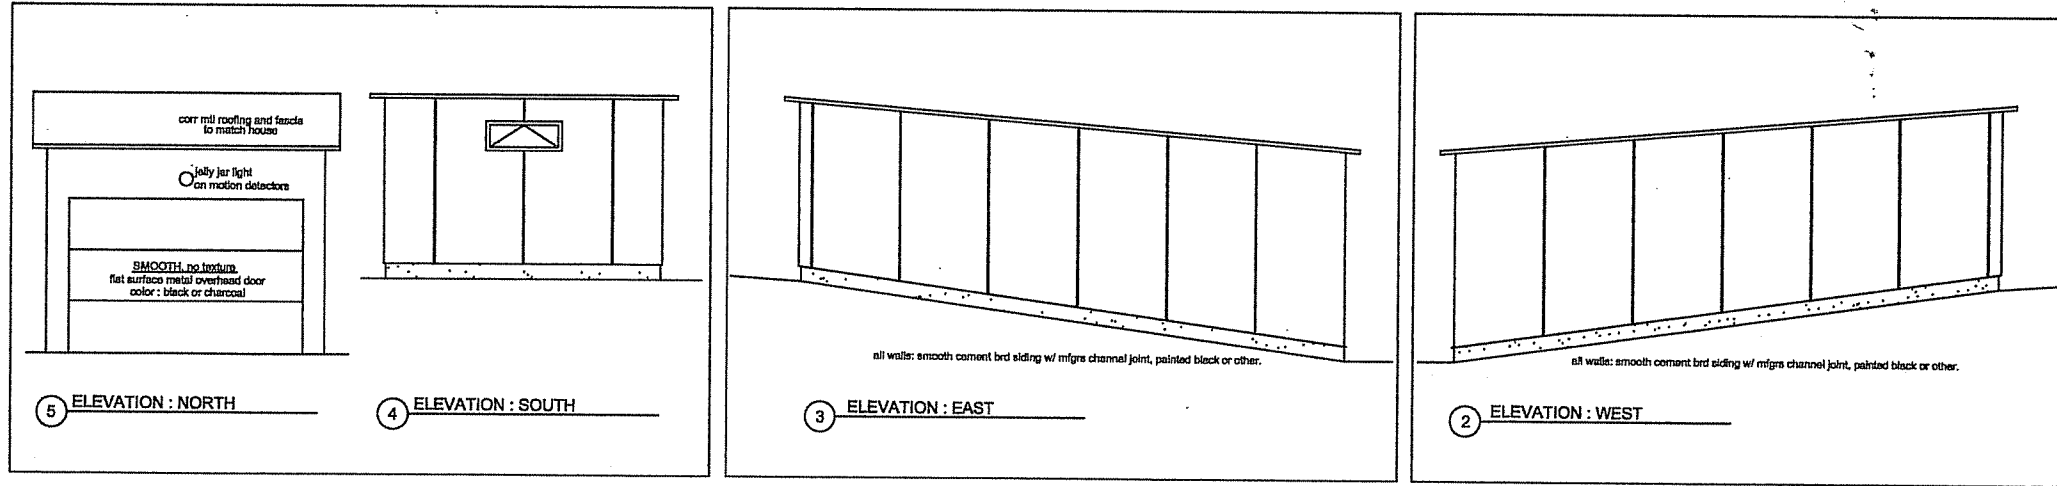 corr mtl roofing and fascia
to match house
jelly jar light
on motion detectors
SMOOTH, no texture
flat surface metal overhead door
color : black or charcoal
5 ELEVATION : NORTH
4 ELEVATION : SOUTH
all walls: smooth cement brd siding w/ mfgrs channel joint, painted black or other.
3 ELEVATION : EAST
all walls: smooth cement brd siding w/ mfgrs channel joint, painted black or other.
2 ELEVATION : WEST